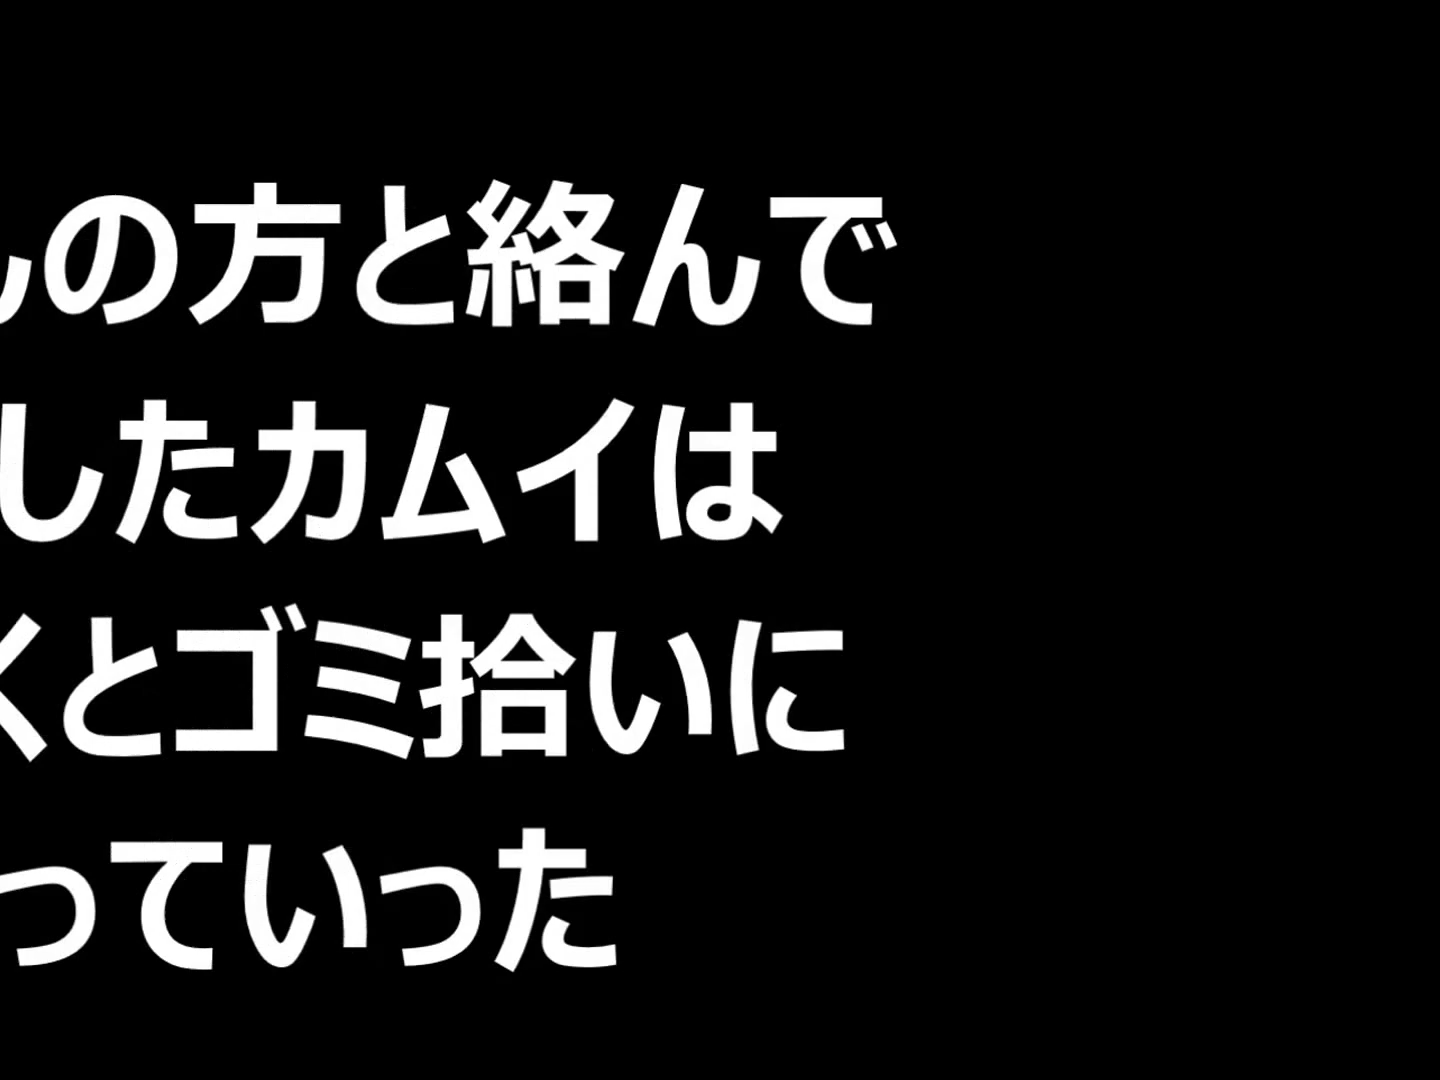 の方と絡んで
したカムイは
くとゴミ拾いに
っていった